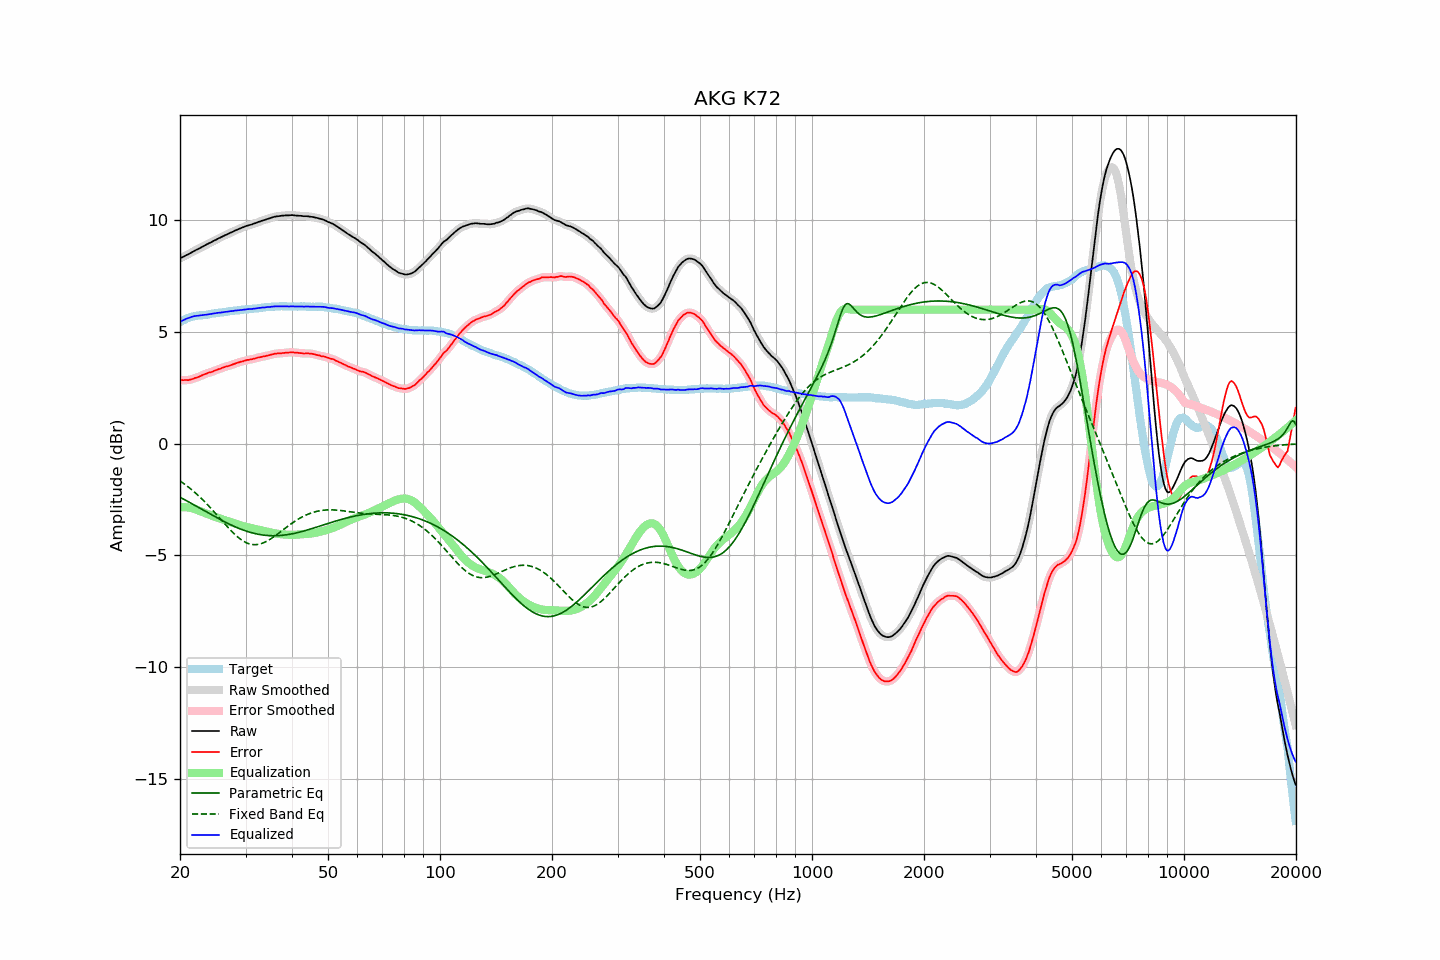 AKG K72
Amplitude (dBr)
10
5
0
−5
−10
−15
Target
Raw Smoothed
Error Smoothed
Raw
Error
Equalization
Parametric Eq
Fixed Band Eq
Equalized
20 50 100 200 500 1000 2000 5000 10000 20000
Frequency (Hz)